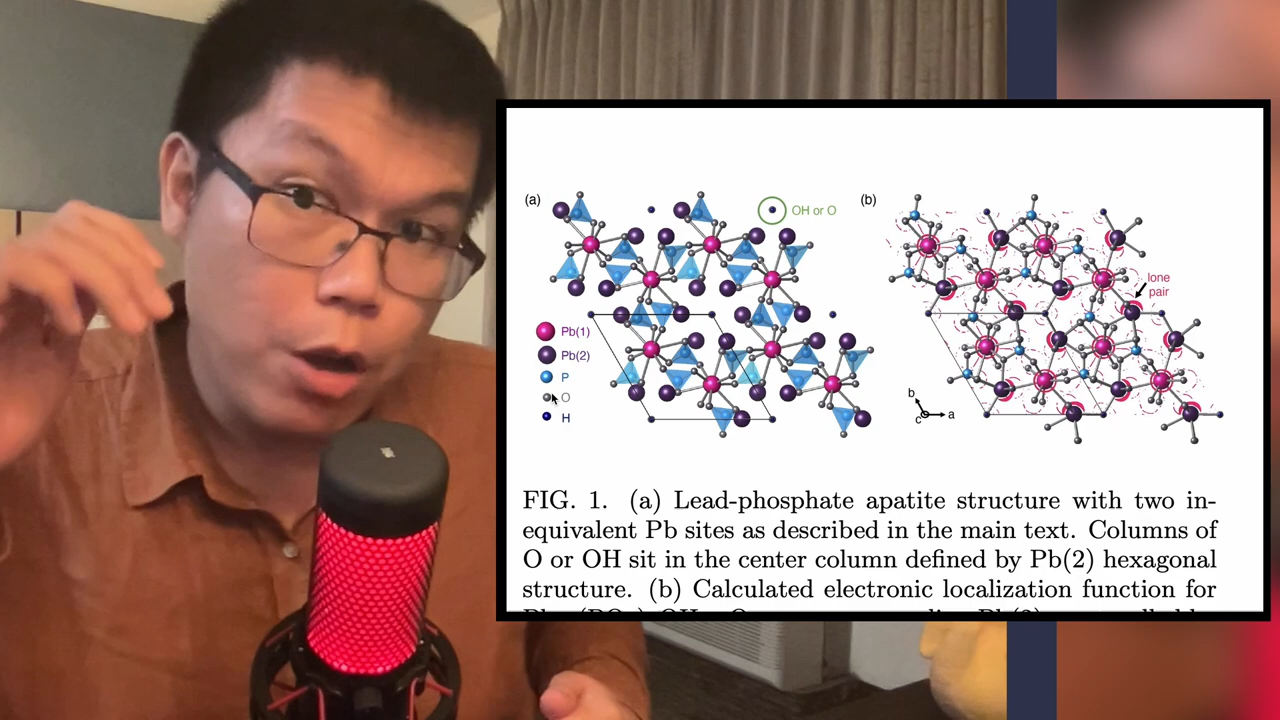 (a)
OH or O
(b)
lone
pair
Pb(1)
Pb(2)
P
O
H
b
c
a
FIG. 1. (a) Lead-phosphate apatite structure with two in-
equivalent Pb sites as described in the main text. Columns of
O or OH sit in the center column defined by Pb(2) hexagonal
structure. (b) Calculated electronic localization function for